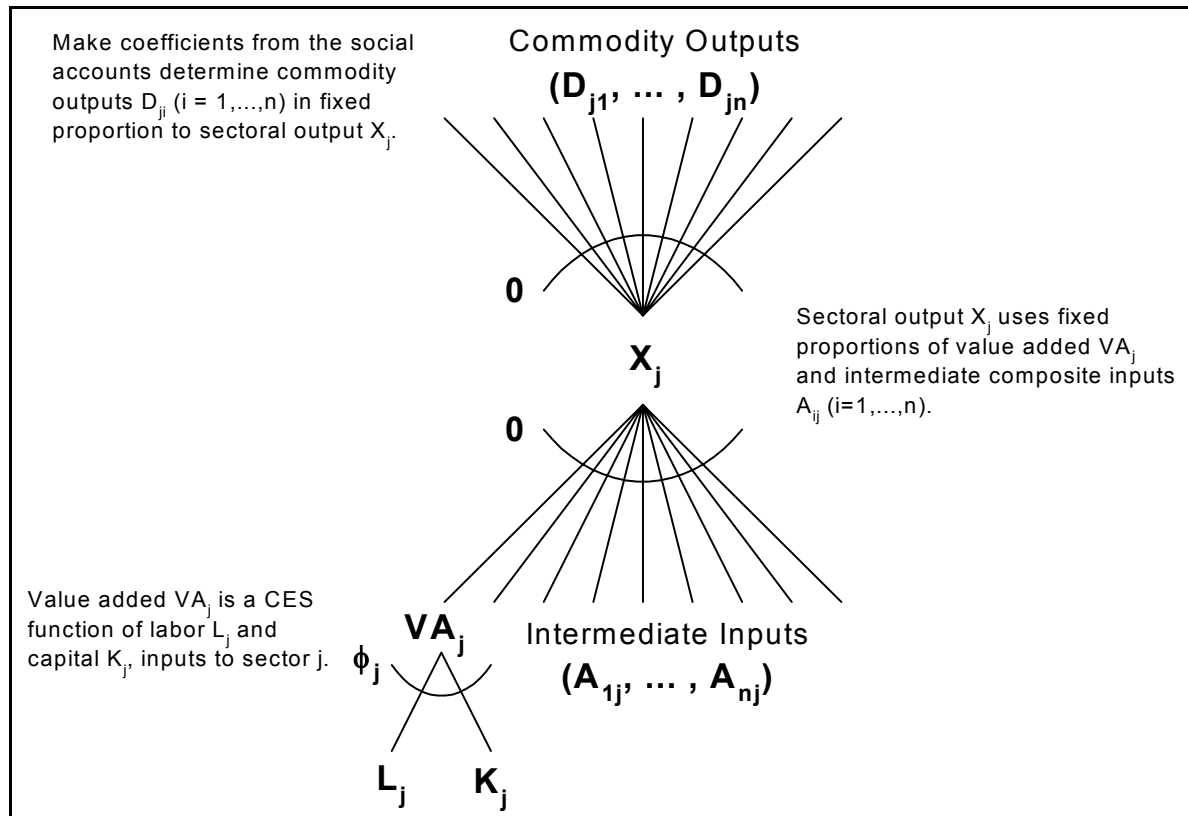 Make coefficients from the social
accounts determine commodity
outputs D_ji (i = 1,...,n) in fixed
proportion to sectoral output X_j.
Commodity Outputs
(D_j1, ... , D_jn)
0
X_j
Sectoral output X_j uses fixed
proportions of value added VA_j
and intermediate composite inputs
A_ij (i=1,...,n).
0
Value added VA_j is a CES
function of labor L_j and
capital K_j, inputs to sector j.
VA_j
ϕ_j
Intermediate Inputs
(A_1j, ... , A_nj)
L_j
K_j